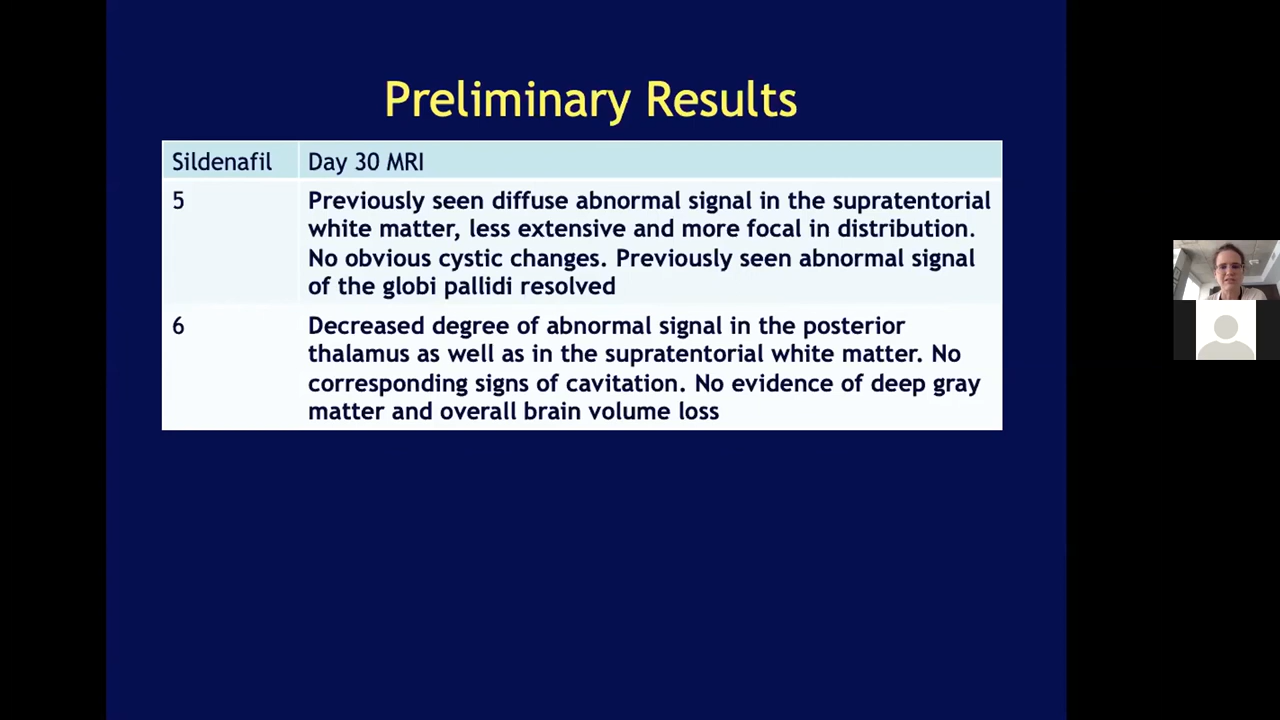 Preliminary Results
Sildenafil
Day 30 MRI
5
Previously seen diffuse abnormal signal in the supratentorial
white matter, less extensive and more focal in distribution.
No obvious cystic changes. Previously seen abnormal signal
of the globi pallidi resolved
6
Decreased degree of abnormal signal in the posterior
thalamus as well as in the supratentorial white matter. No
corresponding signs of cavitation. No evidence of deep gray
matter and overall brain volume loss